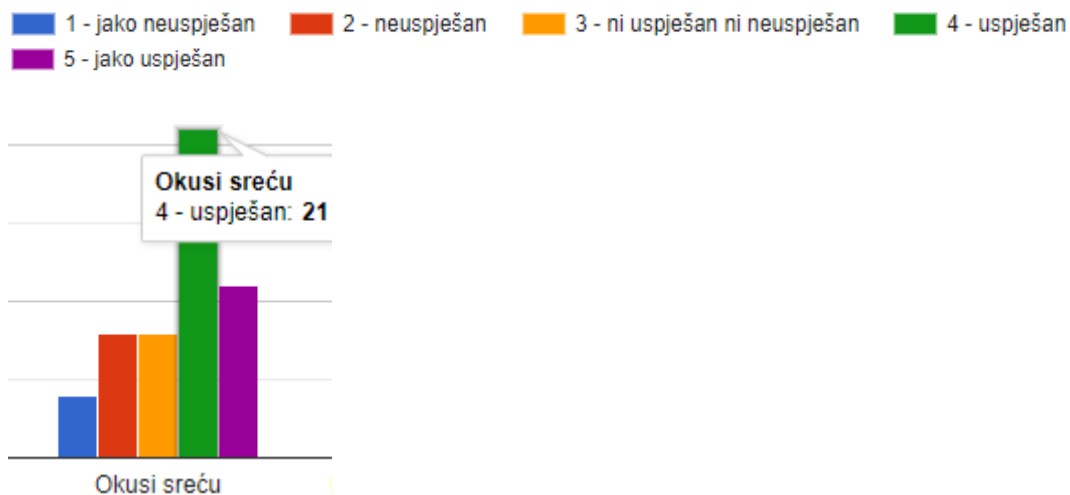 1 - jako neuspješan 2 - neuspješan 3 - ni uspješan ni neuspješan 4 - uspješan
5 - jako uspješan
Okusi sreću
4 - uspješan: 21
Okusi sreću